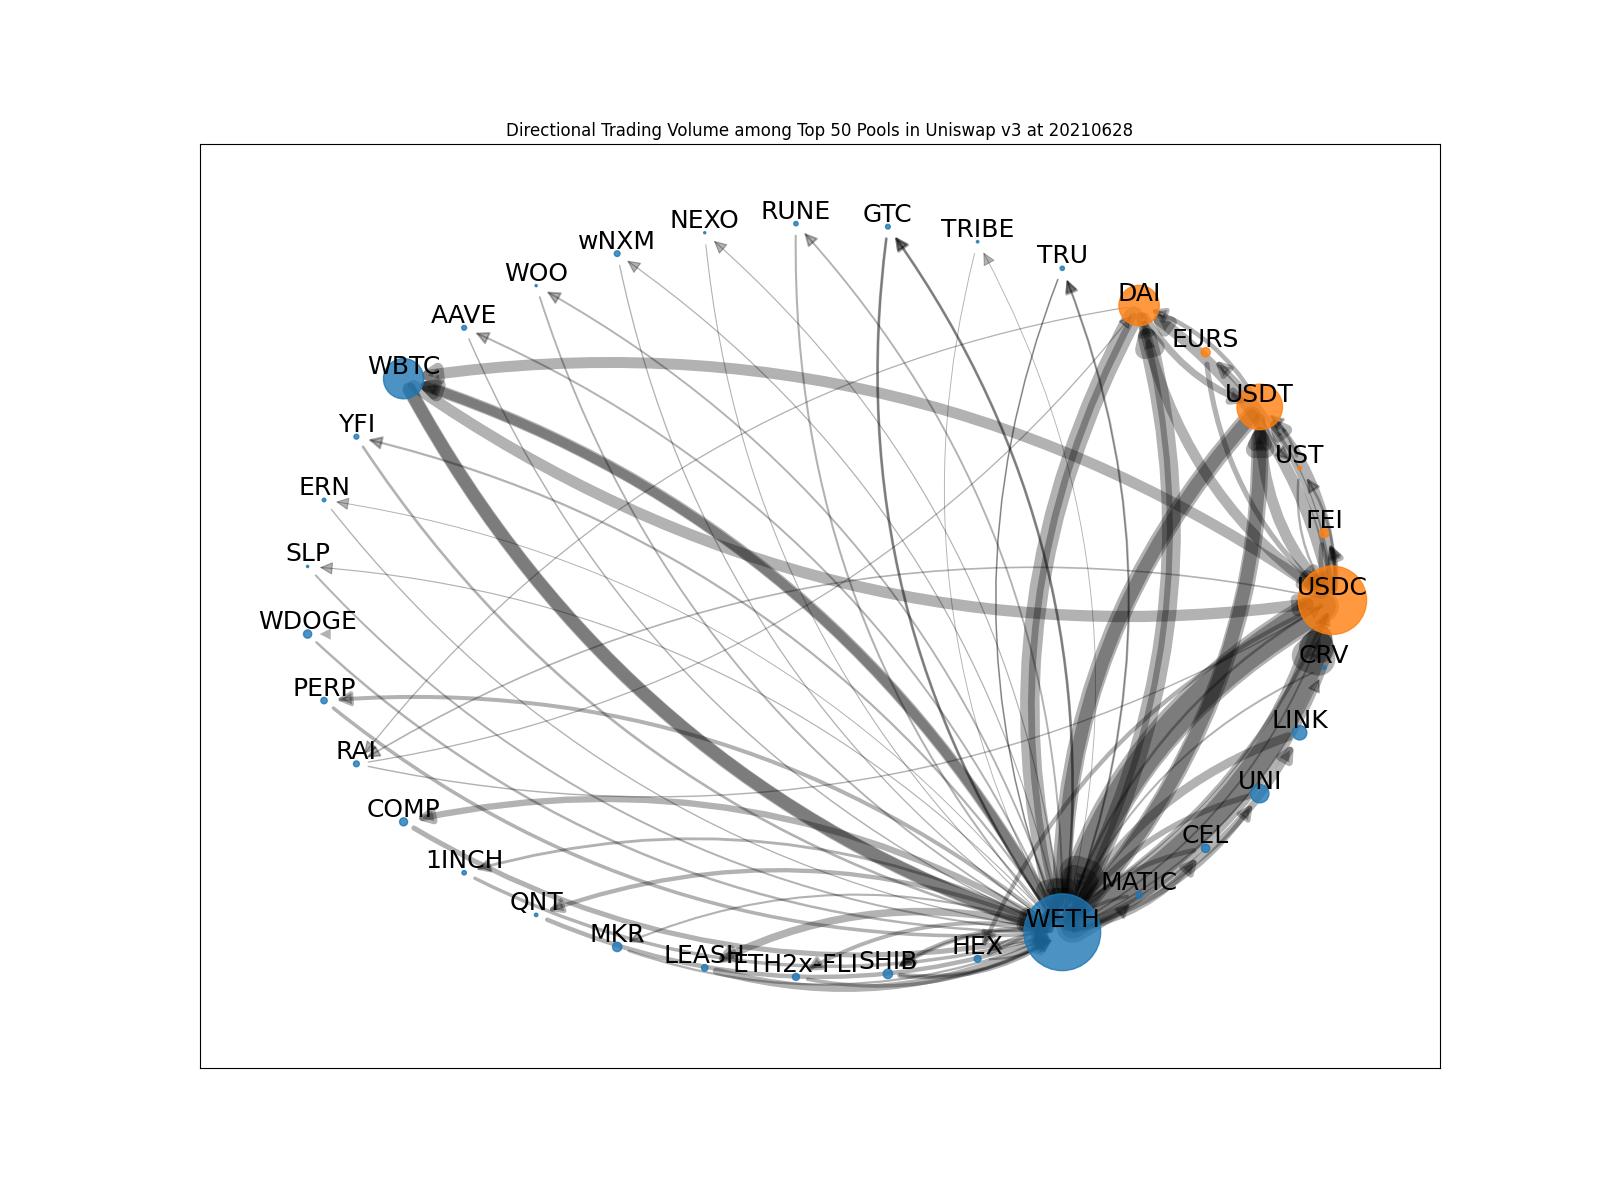 Directional Trading Volume among Top 50 Pools in Uniswap v3 at 20210628
RUNE
GTC
NEXO
TRIBE
wNXM
TRU
WOO
DAI
AAVE
EURS
WBTC
USDT
YFI
UST
ERN
FEI
SLP
USDC
WDOGE
CRV
PERP
LINK
RAI
UNI
COMP
CEL
1INCH
MATIC
QNT
WETH
MKR
HEX
LEASH
ETH2x-FLI
SHIB